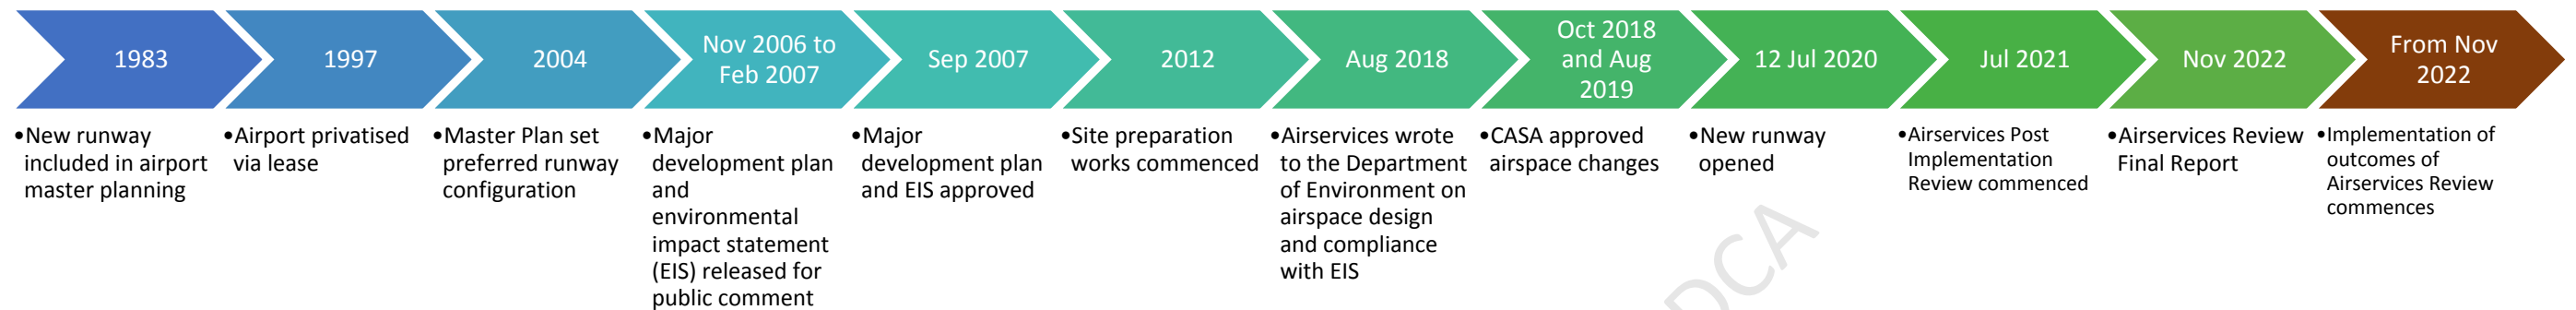 1983
1997
2004
Nov 2006 to
Feb 2007
Sep 2007
2012
Aug 2018
Oct 2018
and Aug
2019
12 Jul 2020
Jul 2021
Nov 2022
From Nov
2022
•New runway
included in airport
master planning
•Airport privatised
via lease
•Master Plan set
preferred runway
configuration
•Major
development plan
and
environmental
impact statement
(EIS) released for
public comment
•Major
development plan
and EIS approved
•Site preparation
works commenced
•Airservices wrote
to the Department
of Environment on
airspace design
and compliance
with EIS
•CASA approved
airspace changes
•New runway
opened
•Airservices Post
Implementation
Review commenced
•Airservices Review
Final Report
•Implementation of
outcomes of
Airservices Review
commences
DCA